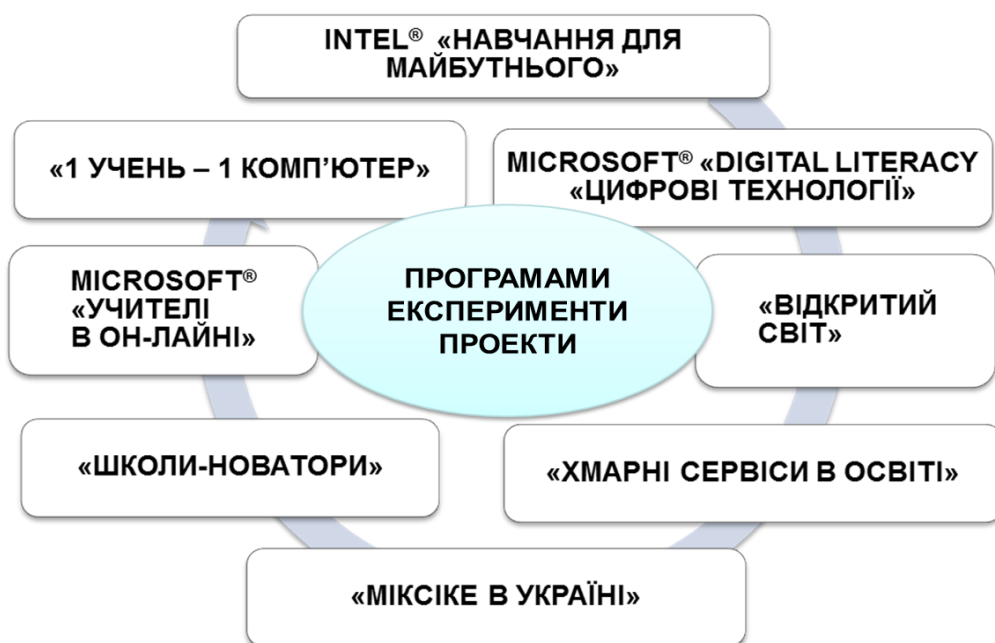 INTEL® «НАВЧАННЯ ДЛЯ
МАЙБУТНЬОГО»
«1 УЧЕНЬ – 1 КОМП’ЮТЕР»
MICROSOFT® «DIGITAL LITERACY
«ЦИФРОВІ ТЕХНОЛОГІЇ»
MICROSOFT®
«УЧИТЕЛІ
В ОН-ЛАЙНІ»
ПРОГРАМАМИ
ЕКСПЕРИМЕНТИ
ПРОЕКТИ
«ВІДКРИТИЙ
СВІТ»
«ШКОЛИ-НОВАТОРИ»
«ХМАРНІ СЕРВІСИ В ОСВІТІ»
«МІКСІКЕ В УКРАЇНІ»